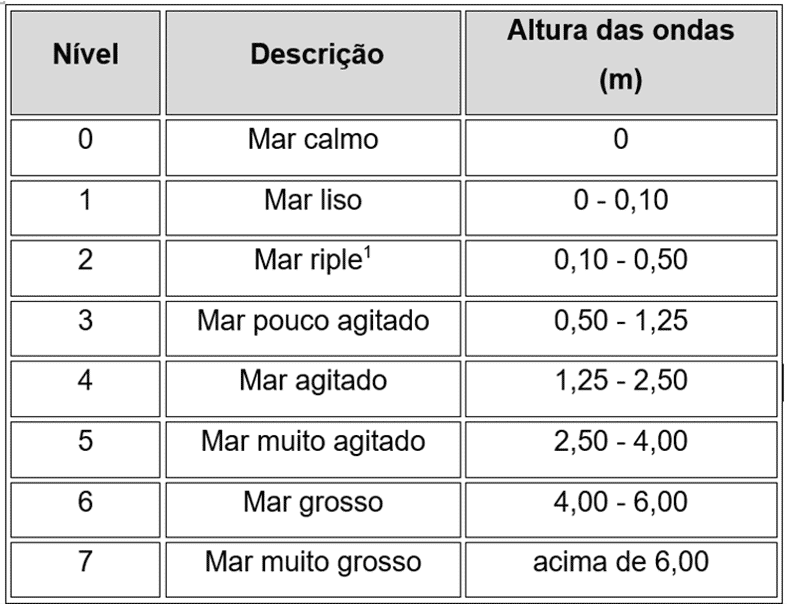 Nível Descrição Altura das ondas
(m)
0 Mar calmo 0
1 Mar liso 0 - 0,10
2 Mar riple¹ 0,10 - 0,50
3 Mar pouco agitado 0,50 - 1,25
4 Mar agitado 1,25 - 2,50
5 Mar muito agitado 2,50 - 4,00
6 Mar grosso 4,00 - 6,00
7 Mar muito grosso acima de 6,00